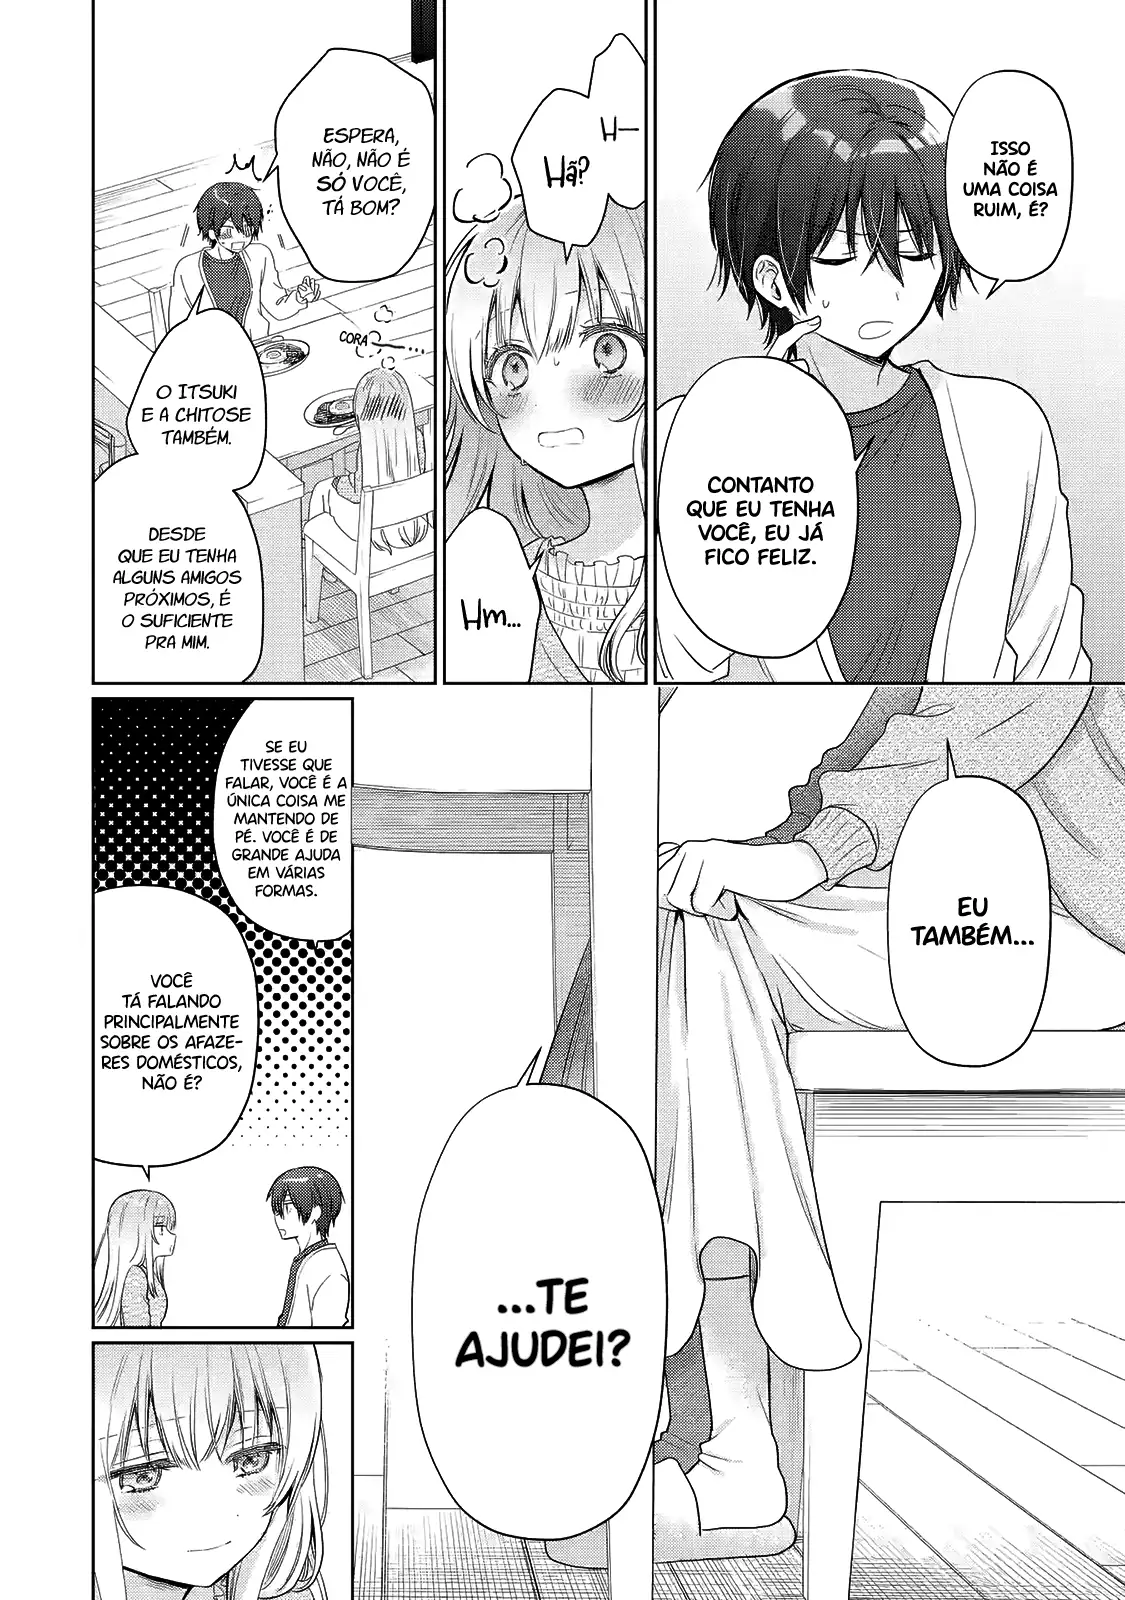 ISSO
NÃO É
UMA COISA
RUIM, É?
CONTANTO
QUE EU TENHA
VOCÊ, EU JÁ
FICO FELIZ.
H—
Hã?
Hm...
ESPERA,
NÃO, NÃO É
SÓ VOCÊ,
TÁ BOM?
CORA
O ITSUKI
E A CHITOSE
TAMBÉM.
DESDE
QUE EU TENHA
ALGUNS AMIGOS
PRÓXIMOS, É
O SUFICIENTE
PRA MIM.
EU
TAMBÉM...
...TE
AJUDEI?
SE EU
TIVESSE QUE
FALAR, VOCÊ É A
ÚNICA COISA ME
MANTENDO DE
PÉ. VOCÊ É DE
GRANDE AJUDA
EM VÁRIAS
FORMAS.
VOCÊ
TÁ FALANDO
PRINCIPALMENTE
SOBRE OS AFAZE-
RES DOMÉSTICOS,
NÃO É?